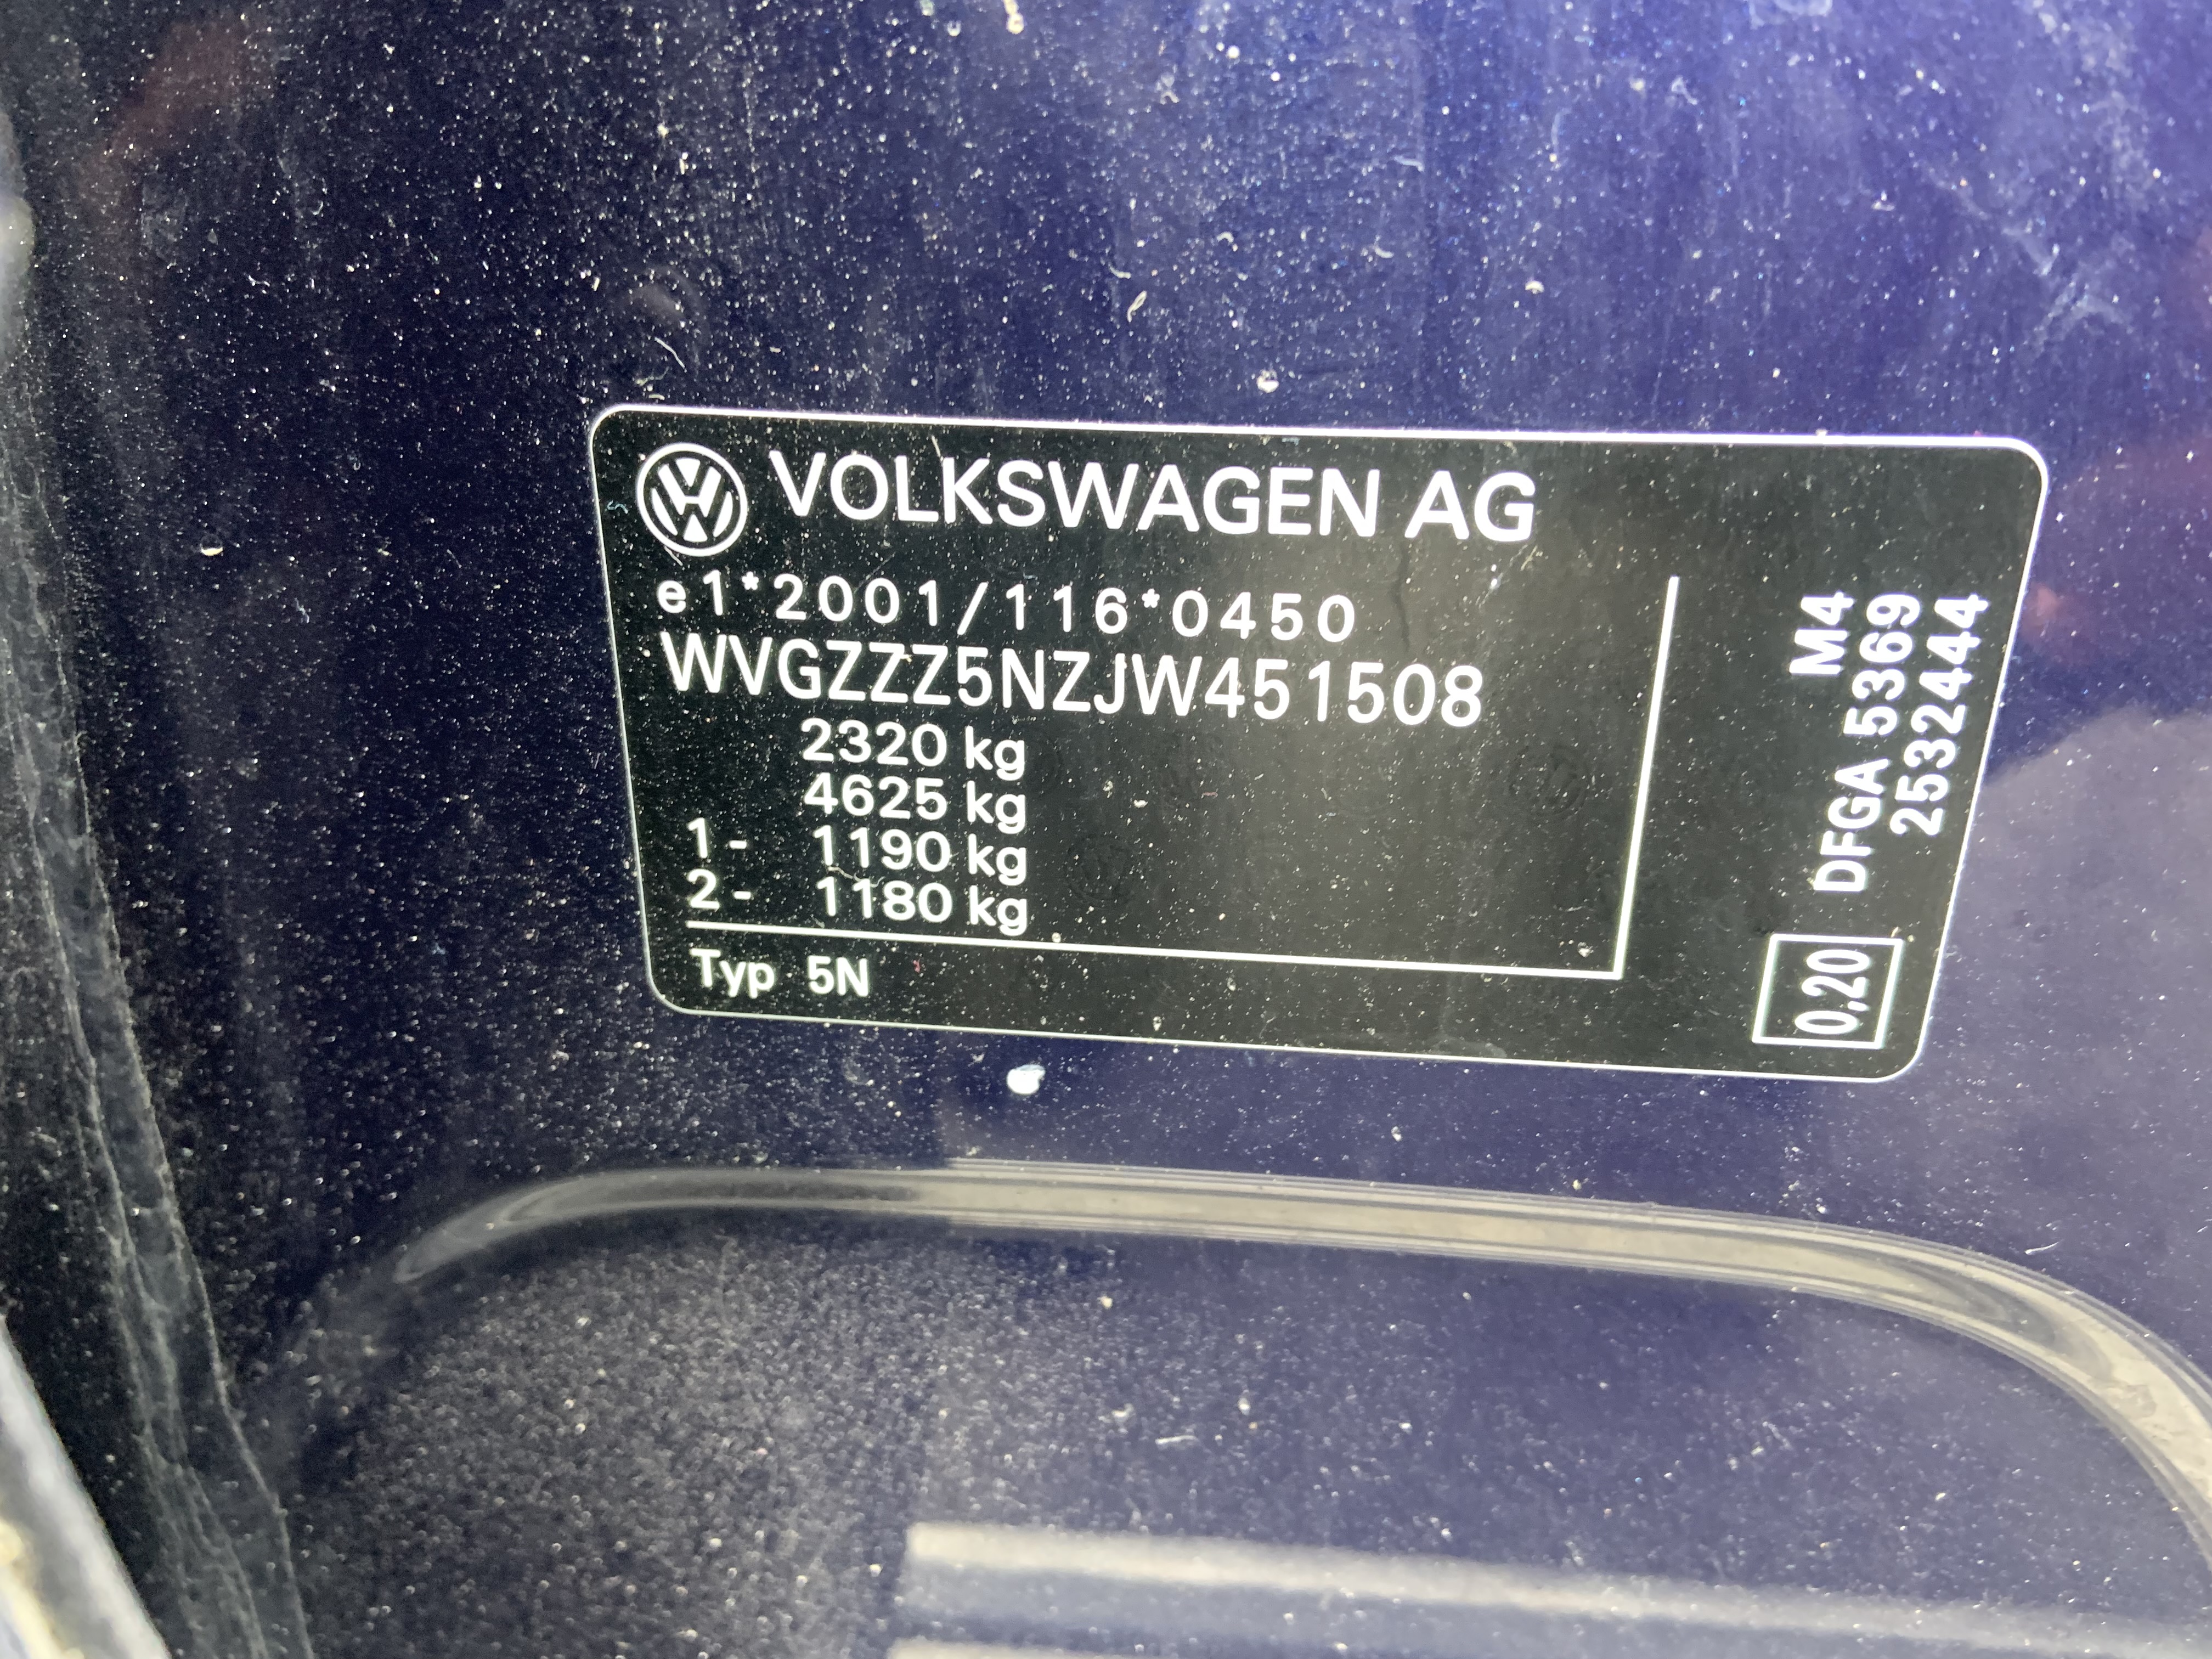 VOLKSWAGEN AG
e1*2001/116*0450
WVGZZZ5NZJW451508
2320 kg
4625 kg
1- 1190 kg
2- 1180 kg
Typ 5N
M4
DFGA 5369
2532444
0,20